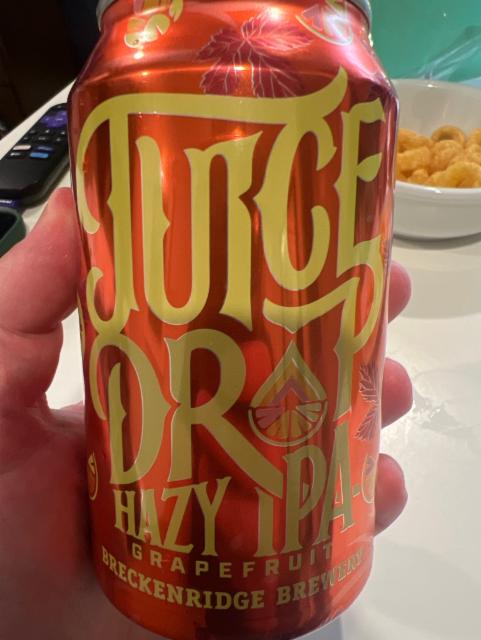 JUICE
DROP
HAZY IPA
GRAPEFRUIT
BRECKENRIDGE BREWERY